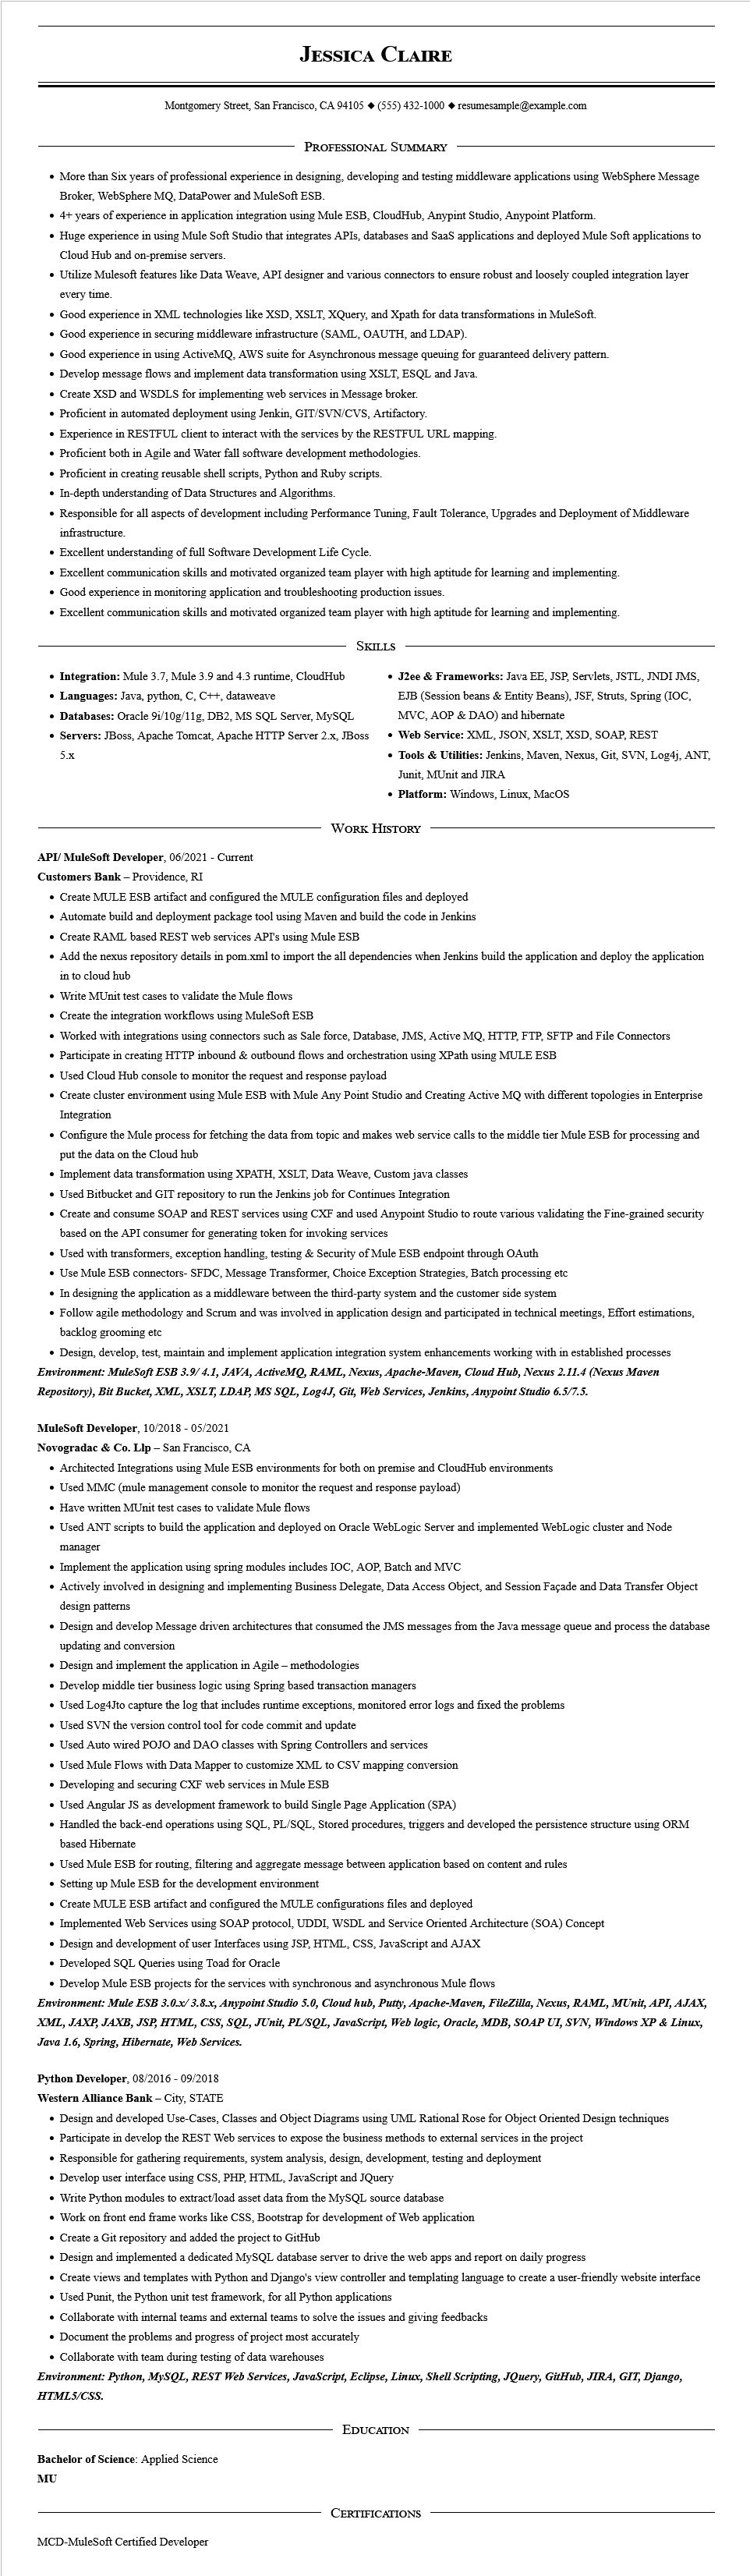 Jessica Claire
Montgomery Street, San Francisco, CA 94105 ◆ (555) 432-1000 ◆ resumesample@example.com
Professional Summary
• More than Six years of professional experience in designing, developing and testing middleware applications using WebSphere Message
Broker, WebSphere MQ, DataPower and MuleSoft ESB.
• 4+ years of experience in application integration using Mule ESB, CloudHub, Anypint Studio, Anypoint Platform.
• Huge experience in using Mule Soft Studio that integrates APIs, databases and SaaS applications and deployed Mule Soft applications to
Cloud Hub and on-premise servers.
• Utilize Mulesoft features like Data Weave, API designer and various connectors to ensure robust and loosely coupled integration layer
every time.
• Good experience in XML technologies like XSD, XSLT, XQuery, and Xpath for data transformations in MuleSoft.
• Good experience in securing middleware infrastructure (SAML, OAUTH, and LDAP).
• Good experience in using ActiveMQ, AWS suite for Asynchronous message queuing for guaranteed delivery pattern.
• Develop message flows and implement data transformation using XSLT, ESQL and Java.
• Create XSD and WSDLS for implementing web services in Message broker.
• Proficient in automated deployment using Jenkin, GIT/SVN/CVS, Artifactory.
• Experience in RESTFUL client to interact with the services by the RESTFUL URL mapping.
• Proficient both in Agile and Water fall software development methodologies.
• Proficient in creating reusable shell scripts, Python and Ruby scripts.
• In-depth understanding of Data Structures and Algorithms.
• Responsible for all aspects of development including Performance Tuning, Fault Tolerance, Upgrades and Deployment of Middleware
infrastructure.
• Excellent understanding of full Software Development Life Cycle.
• Excellent communication skills and motivated organized team player with high aptitude for learning and implementing.
• Good experience in monitoring application and troubleshooting production issues.
• Excellent communication skills and motivated organized team player with high aptitude for learning and implementing.
Skills
• Integration: Mule 3.7, Mule 3.9 and 4.3 runtime, CloudHub
• Languages: Java, python, C, C++, dataweave
• Databases: Oracle 9i/10g/11g, DB2, MS SQL Server, MySQL
• Servers: JBoss, Apache Tomcat, Apache HTTP Server 2.x, JBoss
5.x
• J2ee & Frameworks: Java EE, JSP, Servlets, JSTL, JNDI JMS,
EJB (Session beans & Entity Beans), JSF, Struts, Spring (IOC,
MVC, AOP & DAO) and hibernate
• Web Service: XML, JSON, XSLT, XSD, SOAP, REST
• Tools & Utilities: Jenkins, Maven, Nexus, Git, SVN, Log4j, ANT,
Junit, MUnit and JIRA
• Platform: Windows, Linux, MacOS
Work History
API/ MuleSoft Developer, 06/2021 - Current
Customers Bank – Providence, RI
• Create MULE ESB artifact and configured the MULE configuration files and deployed
• Automate build and deployment package tool using Maven and build the code in Jenkins
• Create RAML based REST web services API's using Mule ESB
• Add the nexus repository details in pom.xml to import the all dependencies when Jenkins build the application and deploy the application
in to cloud hub
• Write MUnit test cases to validate the Mule flows
• Create the integration workflows using MuleSoft ESB
• Worked with integrations using connectors such as Sale force, Database, JMS, Active MQ, HTTP, FTP, SFTP and File Connectors
• Participate in creating HTTP inbound & outbound flows and orchestration using XPath using MULE ESB
• Used Cloud Hub console to monitor the request and response payload
• Create cluster environment using Mule ESB with Mule Any Point Studio and Creating Active MQ with different topologies in Enterprise
Integration
• Configure the Mule process for fetching the data from topic and makes web service calls to the middle tier Mule ESB for processing and
put the data on the Cloud hub
• Implement data transformation using XPATH, XSLT, Data Weave, Custom java classes
• Used Bitbucket and GIT repository to run the Jenkins job for Continues Integration
• Create and consume SOAP and REST services using CXF and used Anypoint Studio to route various validating the Fine-grained security
based on the API consumer for generating token for invoking services
• Used with transformers, exception handling, testing & Security of Mule ESB endpoint through OAuth
• Use Mule ESB connectors- SFDC, Message Transformer, Choice Exception Strategies, Batch processing etc
• In designing the application as a middleware between the third-party system and the customer side system
• Follow agile methodology and Scrum and was involved in application design and participated in technical meetings, Effort estimations,
backlog grooming etc
• Design, develop, test, maintain and implement application integration system enhancements working with in established processes
Environment: MuleSoft ESB 3.9/ 4.1, JAVA, ActiveMQ, RAML, Nexus, Apache-Maven, Cloud Hub, Nexus 2.11.4 (Nexus Maven
Repository), Bit Bucket, XML, XSLT, LDAP, MS SQL, Log4J, Git, Web Services, Jenkins, Anypoint Studio 6.5/7.5.
MuleSoft Developer, 10/2018 - 05/2021
Novogradac & Co. Llp – San Francisco, CA
• Architected Integrations using Mule ESB environments for both on premise and CloudHub environments
• Used MMC (mule management console to monitor the request and response payload)
• Have written MUnit test cases to validate Mule flows
• Used ANT scripts to build the application and deployed on Oracle WebLogic Server and implemented WebLogic cluster and Node
manager
• Implement the application using spring modules includes IOC, AOP, Batch and MVC
• Actively involved in designing and implementing Business Delegate, Data Access Object, and Session Façade and Data Transfer Object
design patterns
• Design and develop Message driven architectures that consumed the JMS messages from the Java message queue and process the database
updating and conversion
• Design and implement the application in Agile – methodologies
• Develop middle tier business logic using Spring based transaction managers
• Used Log4Jto capture the log that includes runtime exceptions, monitored error logs and fixed the problems
• Used SVN the version control tool for code commit and update
• Used Auto wired POJO and DAO classes with Spring Controllers and services
• Used Mule Flows with Data Mapper to customize XML to CSV mapping conversion
• Developing and securing CXF web services in Mule ESB
• Used Angular JS as development framework to build Single Page Application (SPA)
• Handled the back-end operations using SQL, PL/SQL, Stored procedures, triggers and developed the persistence structure using ORM
based Hibernate
• Used Mule ESB for routing, filtering and aggregate message between application based on content and rules
• Setting up Mule ESB for the development environment
• Create MULE ESB artifact and configured the MULE configurations files and deployed
• Implemented Web Services using SOAP protocol, UDDI, WSDL and Service Oriented Architecture (SOA) Concept
• Design and development of user Interfaces using JSP, HTML, CSS, JavaScript and AJAX
• Developed SQL Queries using Toad for Oracle
• Develop Mule ESB projects for the services with synchronous and asynchronous Mule flows
Environment: Mule ESB 3.0.x/ 3.8.x, Anypoint Studio 5.0, Cloud hub, Putty, Apache-Maven, FileZilla, Nexus, RAML, MUnit, API, AJAX,
XML, JAXP, JAXB, JSP, HTML, CSS, SQL, JUnit, PL/SQL, JavaScript, Web logic, Oracle, MDB, SOAP UI, SVN, Windows XP & Linux,
Java 1.6, Spring, Hibernate, Web Services.
Python Developer, 08/2016 - 09/2018
Western Alliance Bank – City, STATE
• Design and developed Use-Cases, Classes and Object Diagrams using UML Rational Rose for Object Oriented Design techniques
• Participate in develop the REST Web services to expose the business methods to external services in the project
• Responsible for gathering requirements, system analysis, design, development, testing and deployment
• Develop user interface using CSS, PHP, HTML, JavaScript and JQuery
• Write Python modules to extract/load asset data from the MySQL source database
• Work on front end frame works like CSS, Bootstrap for development of Web application
• Create a Git repository and added the project to GitHub
• Design and implemented a dedicated MySQL database server to drive the web apps and report on daily progress
• Create views and templates with Python and Django's view controller and templating language to create a user-friendly website interface
• Used Punit, the Python unit test framework, for all Python applications
• Collaborate with internal teams and external teams to solve the issues and giving feedbacks
• Document the problems and progress of project most accurately
• Collaborate with team during testing of data warehouses
Environment: Python, MySQL, REST Web Services, JavaScript, Eclipse, Linux, Shell Scripting, JQuery, GitHub, JIRA, GIT, Django,
HTML5/CSS.
Education
Bachelor of Science: Applied Science
MU
Certifications
MCD-MuleSoft Certified Developer